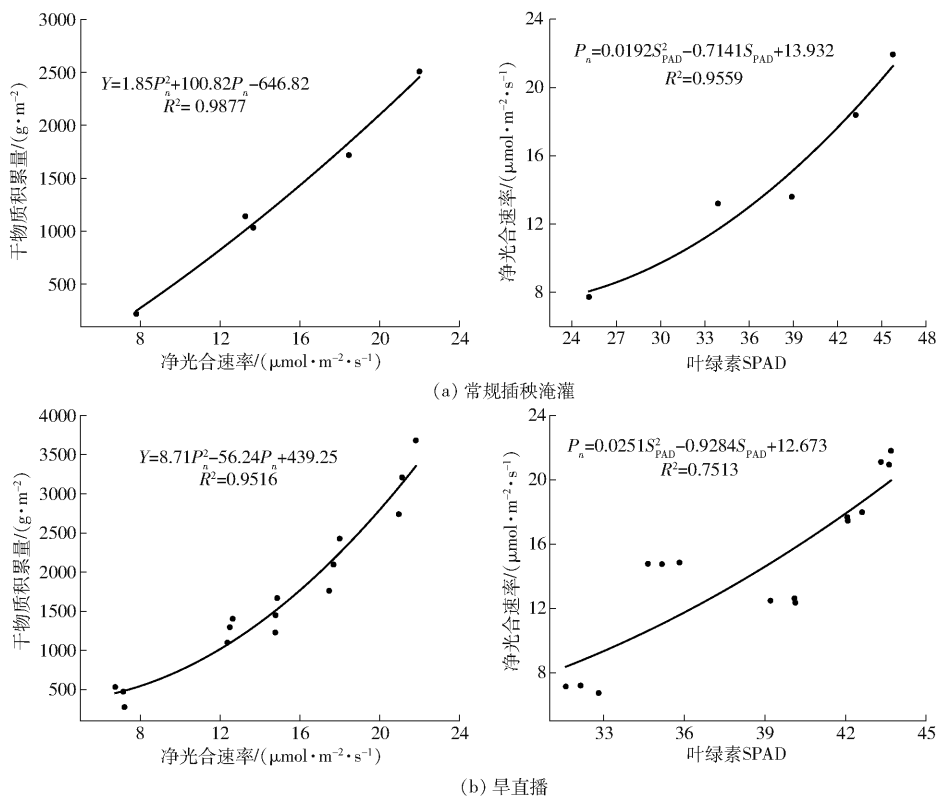 3000
2500
2000
1500
1000
500
8
12
16
20
24
干物质积累量/(g·m⁻²)
Y=1.85P²ₙ+100.82Pₙ−646.82
R²= 0.9877
净光合速率/(μmol·m⁻²·s⁻¹)
24
20
16
12
8
24
27
30
33
36
39
42
45
48
净光合速率/(μmol·m⁻²·s⁻¹)
Pₙ=0.0192S²PAD−0.7141SPAD+13.932
R²=0.9559
叶绿素SPAD
(a) 常规插秧淹灌
4000
3500
3000
2500
2000
1500
1000
500
8
12
16
20
24
干物质积累量/(g·m⁻²)
Y=8.71P²ₙ−56.24Pₙ+439.25
R²=0.9516
净光合速率/(μmol·m⁻²·s⁻¹)
24
20
16
12
8
33
36
39
42
45
净光合速率/(μmol·m⁻²·s⁻¹)
Pₙ=0.0251S²PAD−0.9284SPAD+12.673
R²=0.7513
叶绿素SPAD
(b) 旱直播